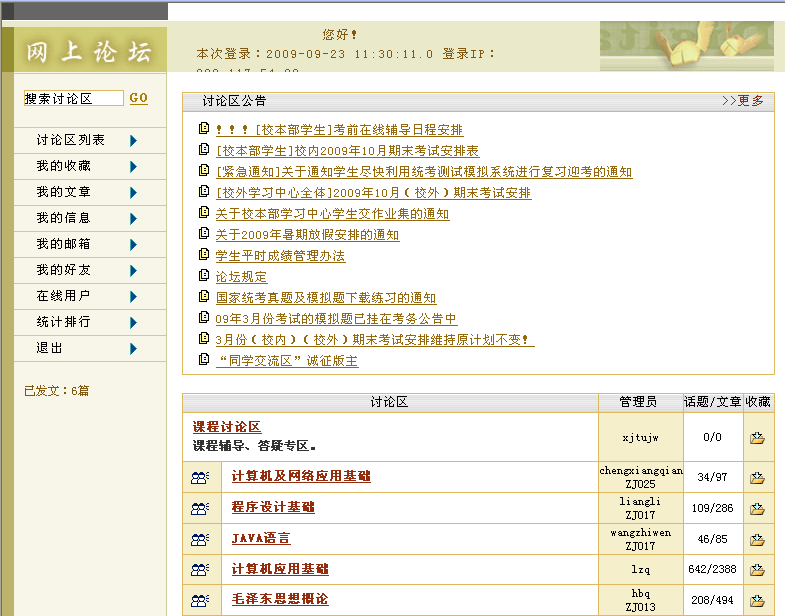 您好!
网上论坛
本次登录：2009-09-23 11:30:11.0 登录IP：
搜索讨论区 GO
讨论区列表
我的收藏
我的文章
我的信息
我的邮箱
我的好友
在线用户
统计排行
退出
已发文：6篇
讨论区公告 >>更多
！！！[校本部学生]考前在线辅导日程安排
[校本部学生]校内2009年10月期末考试安排表
[紧急通知]关于通知学生尽快利用统考测试模拟系统进行复习迎考的通知
[校外学习中心全体]2009年10月（校外）期末考试安排
关于校本部学习中心学生交作业集的通知
关于2009年暑期放假安排的通知
学生平时成绩管理办法
论坛规定
国家统考真题及模拟题下载练习的通知
09年3月份考试的模拟题已挂在考务公告中
3月份（校内）（校外）期末考试安排维持原计划不变！
“同学交流区”诚征版主
讨论区 管理员 话题/文章 收藏
课程讨论区 xjtujw 0/0
课程辅导、答疑专区。
计算机及网络应用基础 chengxiangqian ZJ025 34/97
程序设计基础 liangli ZJ017 109/286
JAVA语言 wangzhiwen ZJ017 46/85
计算机应用基础 lzq 642/2388
毛泽东思想概论 hbq ZJ013 208/494